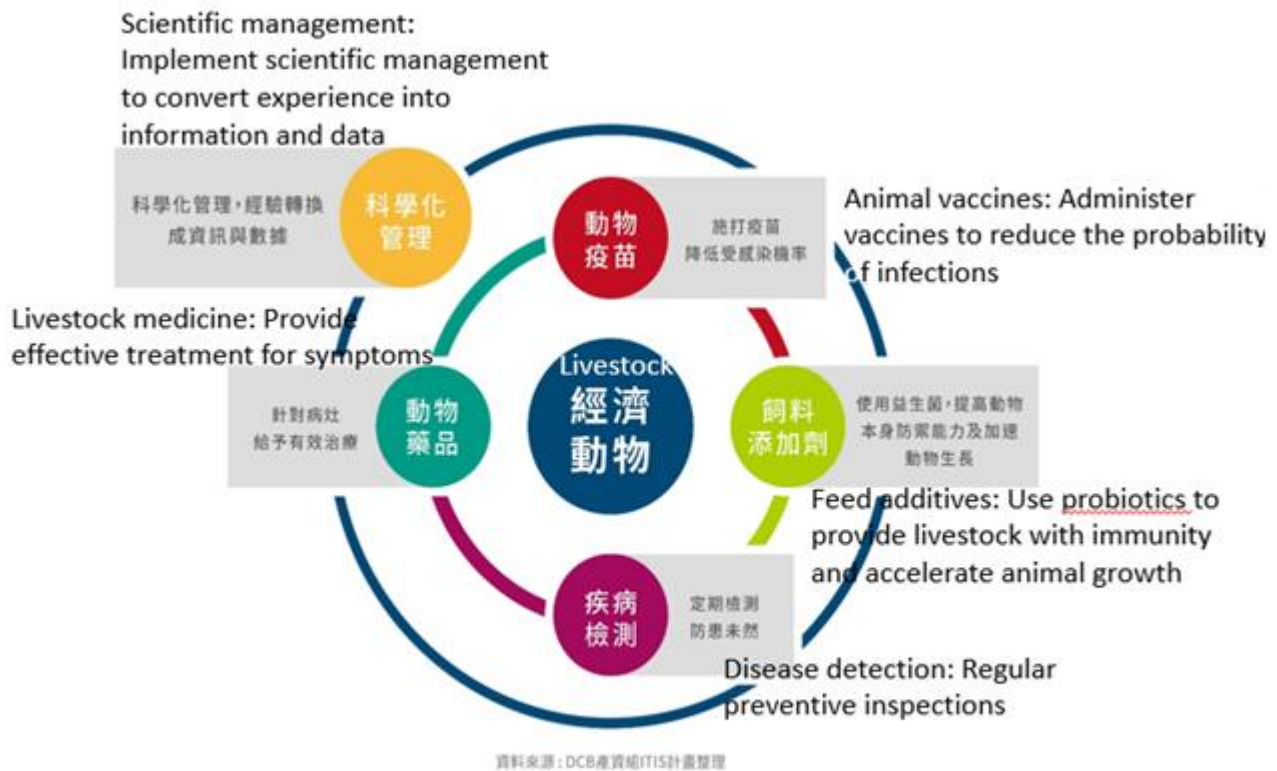 Scientific management:
Implement scientific management
to convert experience into
information and data
科學化管理，經驗轉換
成資訊與數據
科學化
管理
動物
疫苗
施打疫苗
降低受感染機率
Animal vaccines: Administer
vaccines to reduce the probability
of infections
Livestock medicine: Provide
effective treatment for symptoms
針對病灶
給予有效治療
動物
藥品
Livestock
經濟
動物
飼料
添加劑
使用益生菌，提高動物
本身防禦能力及加速
動物生長
Feed additives: Use probiotics to
provide livestock with immunity
and accelerate animal growth
疾病
檢測
定期檢測
防患未然
Disease detection: Regular
preventive inspections
資料來源：DCB產資組ITIS計畫整理